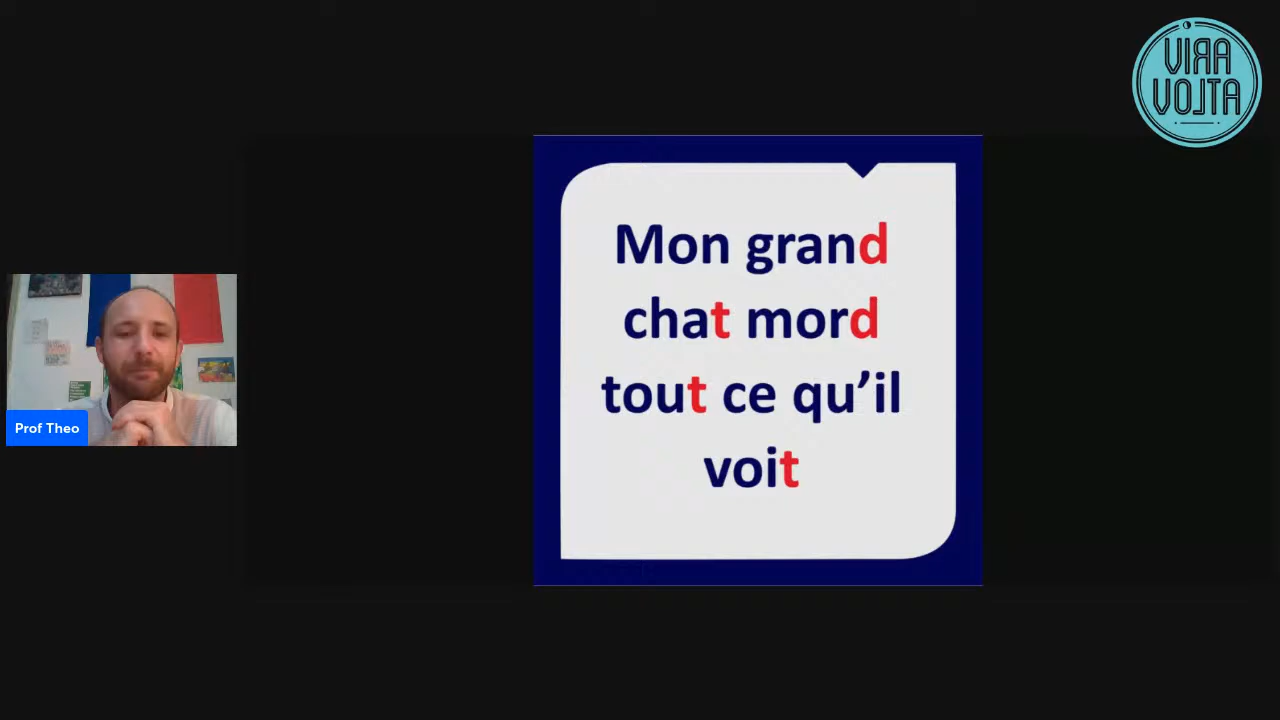 VIRA
VOLTA
Mon grand
chat mord
tout ce qu'il
voit
Prof Theo